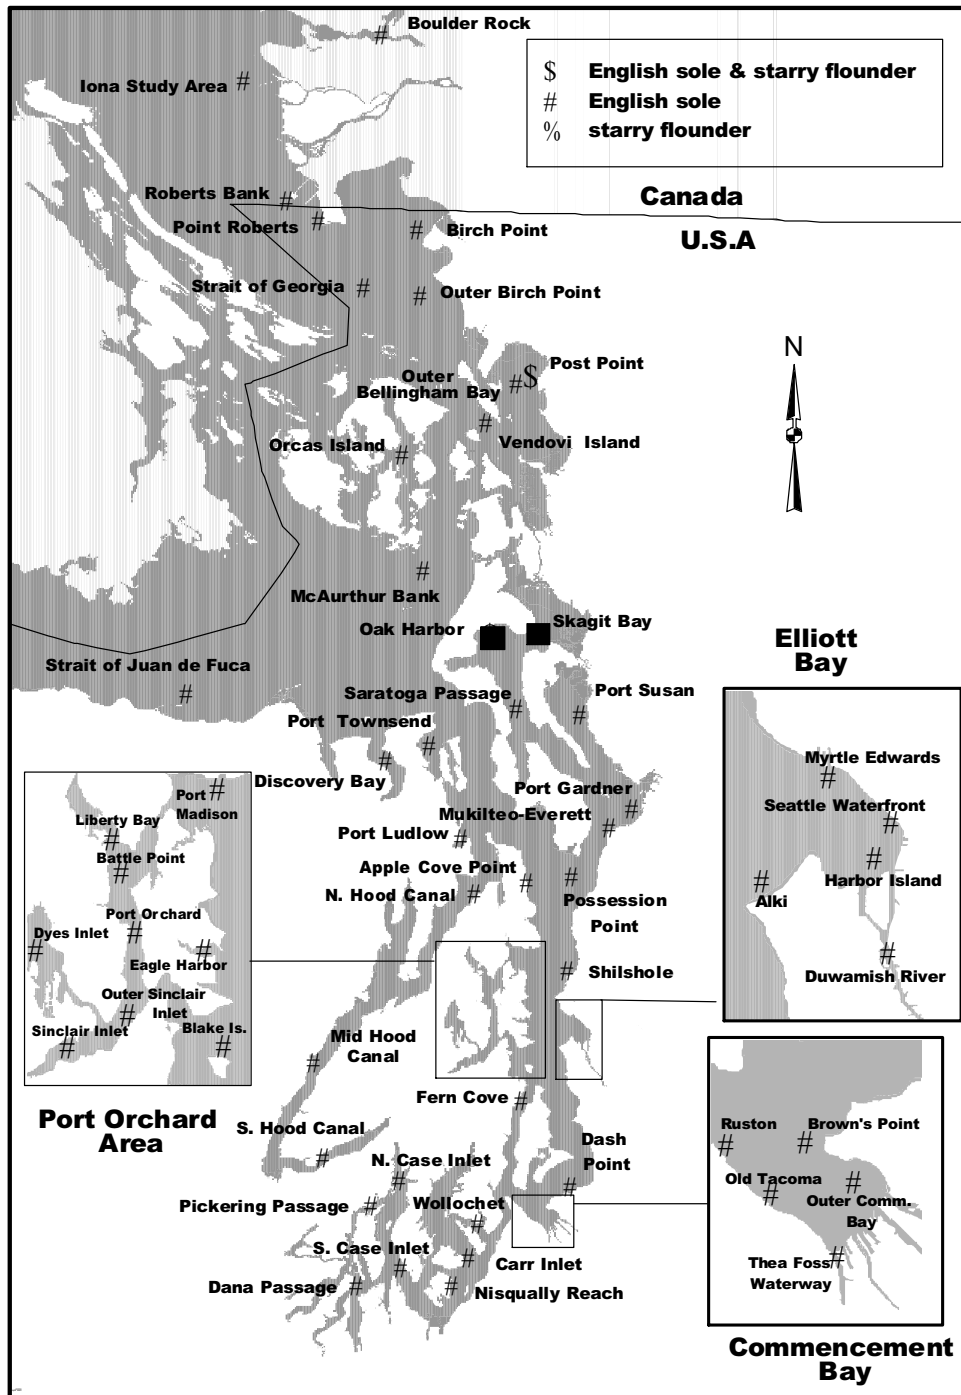 Boulder Rock
#
$ English sole & starry flounder
# English sole
% starry flounder
Iona Study Area #
Canada
U.S.A
Roberts Bank #
Point Roberts #
# Birch Point
Strait of Georgia #
# Outer Birch Point
N
Post Point
#$
Outer
Bellingham Bay
#
Vendovi Island
Orcas Island #
#
McAurthur Bank
Oak Harbor
Skagit Bay
Strait of Juan de Fuca
#
Saratoga Passage #
Port Susan
#
Port Townsend
#
#
Discovery Bay
Port Gardner
#
Mukilteo-Everett
#
Port Ludlow #
Apple Cove Point #
N. Hood Canal #
#
Possession
Point
# Shilshole
Mid Hood
Canal
#
Fern Cove #
S. Hood Canal
#
Dash
Point
#
N. Case Inlet
#
Pickering Passage #
Wollochet
#
S. Case Inlet
#
#
Carr Inlet
Dana Passage #
#
Nisqually Reach
Port
Madison
#
Liberty Bay
#
Battle Point
#
Port Orchard
#
Dyes Inlet
#
#
Eagle Harbor
Outer Sinclair
Inlet
#
Sinclair Inlet
#
Blake Is.
#
Port Orchard
Area
Elliott
Bay
Myrtle Edwards
#
Seattle Waterfront
#
#
Harbor Island
#
Alki
#
Duwamish River
Ruston
#
Brown's Point
#
Old Tacoma
#
#
Outer Comm.
Bay
Thea Foss
Waterway
#
Commencement
Bay